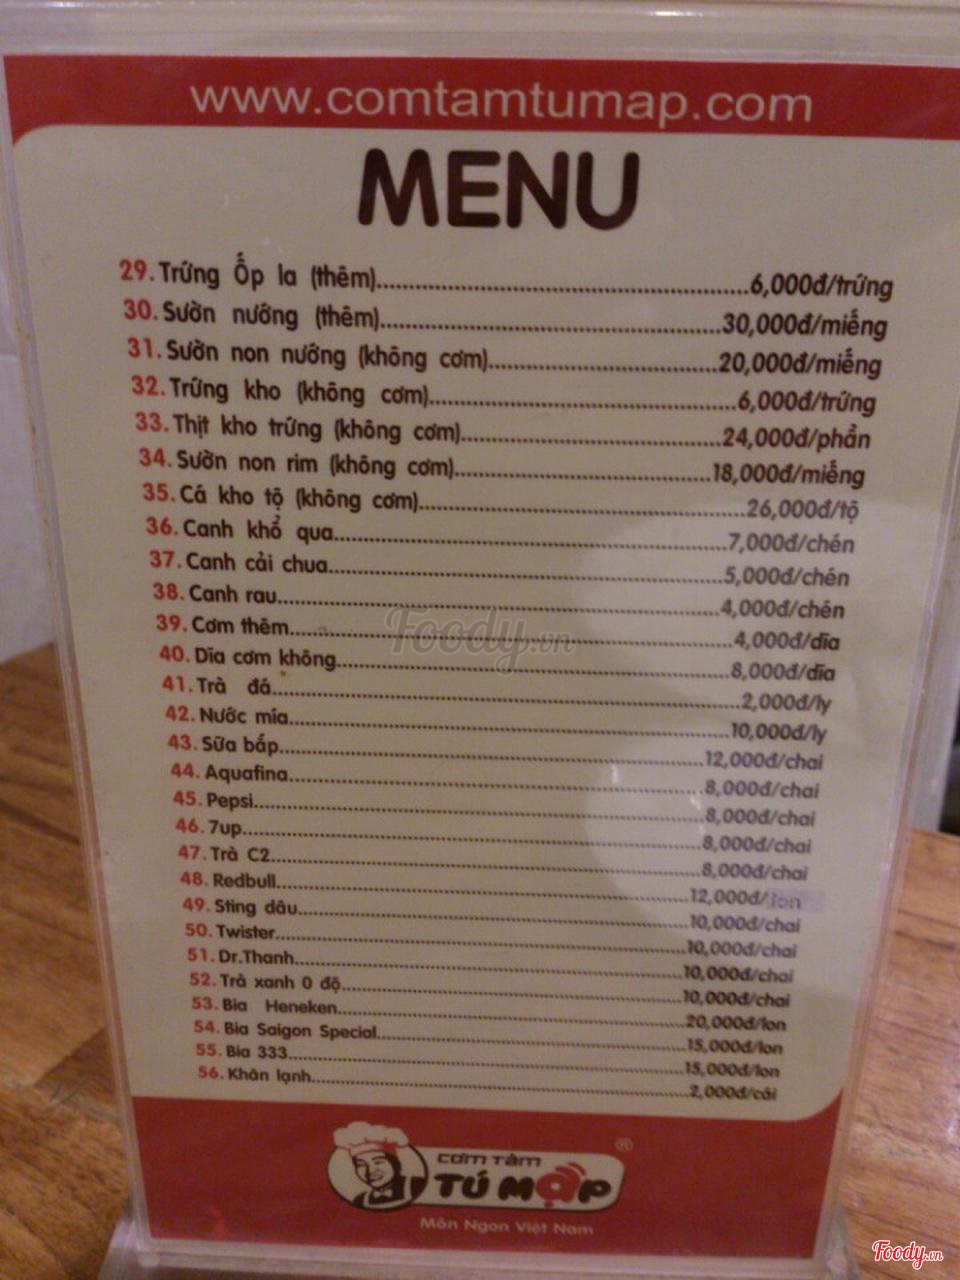 www.comtamtumap.com
MENU
29. Trứng Ốp la (thêm)........6,000đ/trứng
30. Sườn nướng (thêm)........30,000đ/miếng
31. Sườn non nướng (không cơm)........20,000đ/miếng
32. Trứng kho (không cơm)........6,000đ/trứng
33. Thịt kho trứng (không cơm)........24,000đ/phần
34. Sườn non rim (không cơm)........18,000đ/miếng
35. Cá kho tộ (không cơm)........26,000đ/tộ
36. Canh khổ qua........7,000đ/chén
37. Canh cải chua........5,000đ/chén
38. Canh rau........4,000đ/chén
39. Cơm thêm........4,000đ/dĩa
40. Dĩa cơm không........8,000đ/dĩa
41. Trà đá........2,000đ/ly
42. Nước mía........10,000đ/ly
43. Sữa bắp........12,000đ/chai
44. Aquafina........8,000đ/chai
45. Pepsi........8,000đ/chai
46. 7up........8,000đ/chai
47. Trà C2........8,000đ/chai
48. Redbull........12,000đ/lon
49. Sting dâu........10,000đ/chai
50. Twister........10,000đ/chai
51. Dr.Thanh........10,000đ/chai
52. Trà xanh 0 độ........10,000đ/chai
53. Bia Heneken........20,000đ/lon
54. Bia Saigon Special........15,000đ/lon
55. Bia 333........15,000đ/lon
56. Khăn lạnh........2,000đ/cái
CƠM TẤM
TÚ MẬP
®
Món Ngon Việt Nam
Foody.vn
Foody.vn